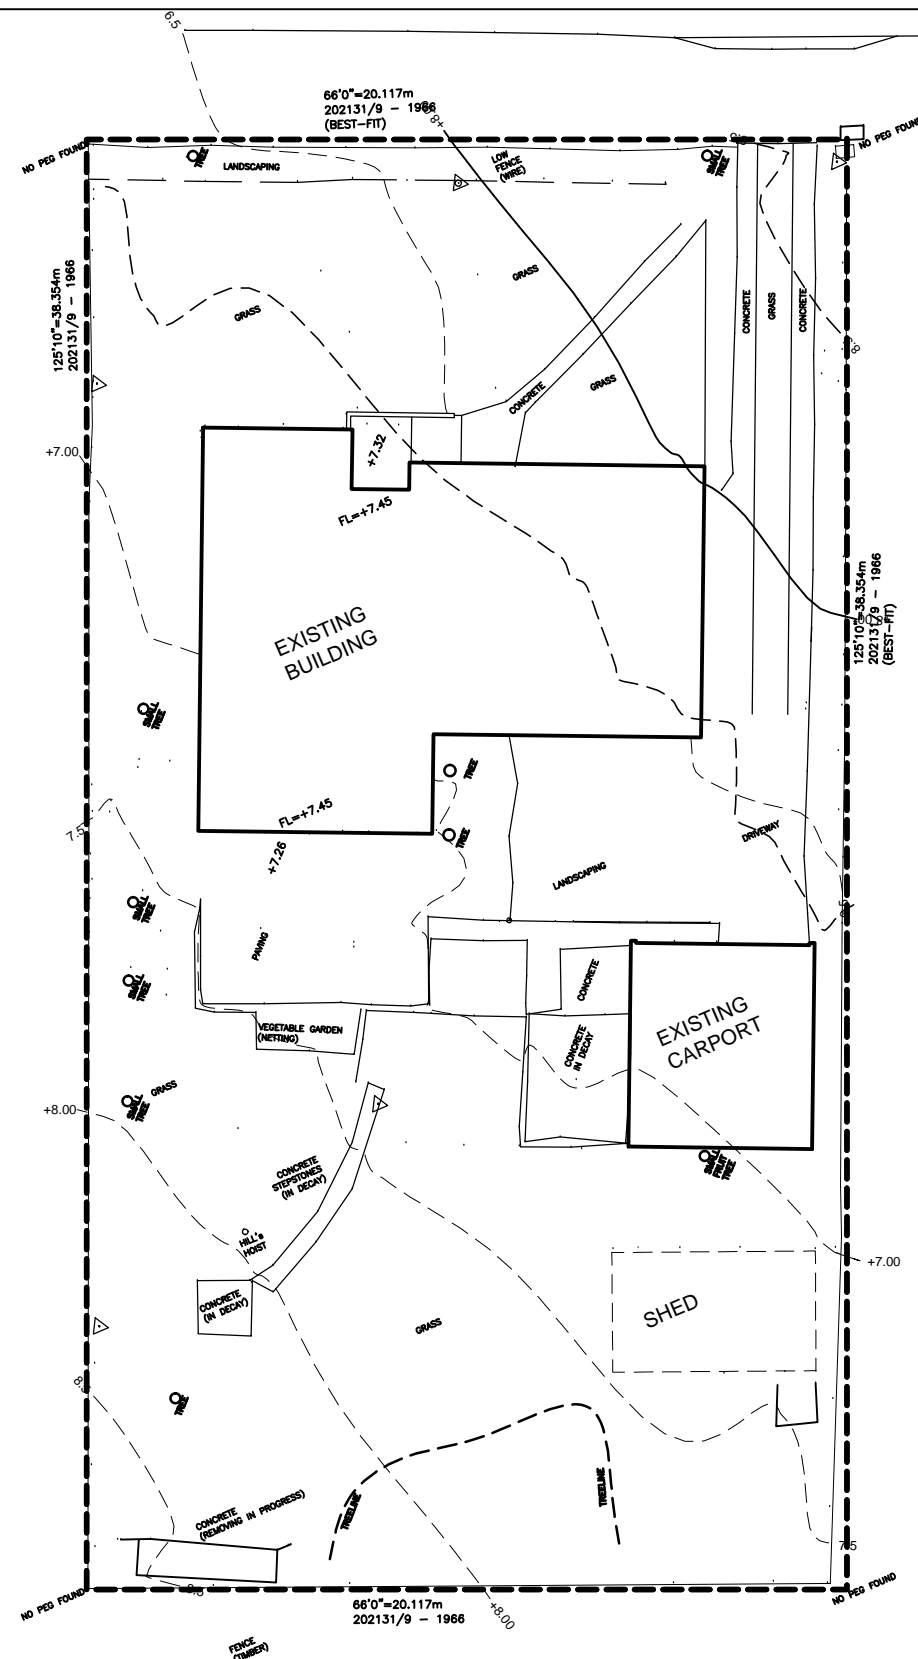 6.5
66'0"=20.117m
202131/9 - 1966
(BEST-FIT)
NO PEG FOUND
NO PEG FOUND
TREE
LANDSCAPING
LOW
FENCE
(WIRE)
SMALL
TREE
125'10"=38.354m
202131/9 - 1966
GRASS
GRASS
CONCRETE
GRASS
CONCRETE
GRASS
CONCRETE
+7.00
+7.32
FL=+7.45
EXISTING
BUILDING
125'10"=38.354m
202131/9 - 1966
(BEST-FIT)
SMALL
TREE
TREE
FL=+7.45
7.5
TREE
DRIVEWAY
+7.26
LANDSCAPING
SMALL
TREE
PAVING
CONCRETE
SMALL
TREE
EXISTING
CARPORT
VEGETABLE GARDEN
(NETTING)
CONCRETE
IN DECAY
GRASS
SMALL
TREE
+8.00
SMALL
FRUIT
TREE
CONCRETE
STEPSTONES
(IN DECAY)
HILL's
HOIST
+7.00
CONCRETE
(IN DECAY)
SHED
GRASS
TREE
TREELINE
TREELINE
CONCRETE
(REMOVING IN PROGRESS)
7.5
8.5
NO PEG FOUND
NO PEG FOUND
66'0"=20.117m
202131/9 - 1966
+8.00
FENCE
(TIMBER)